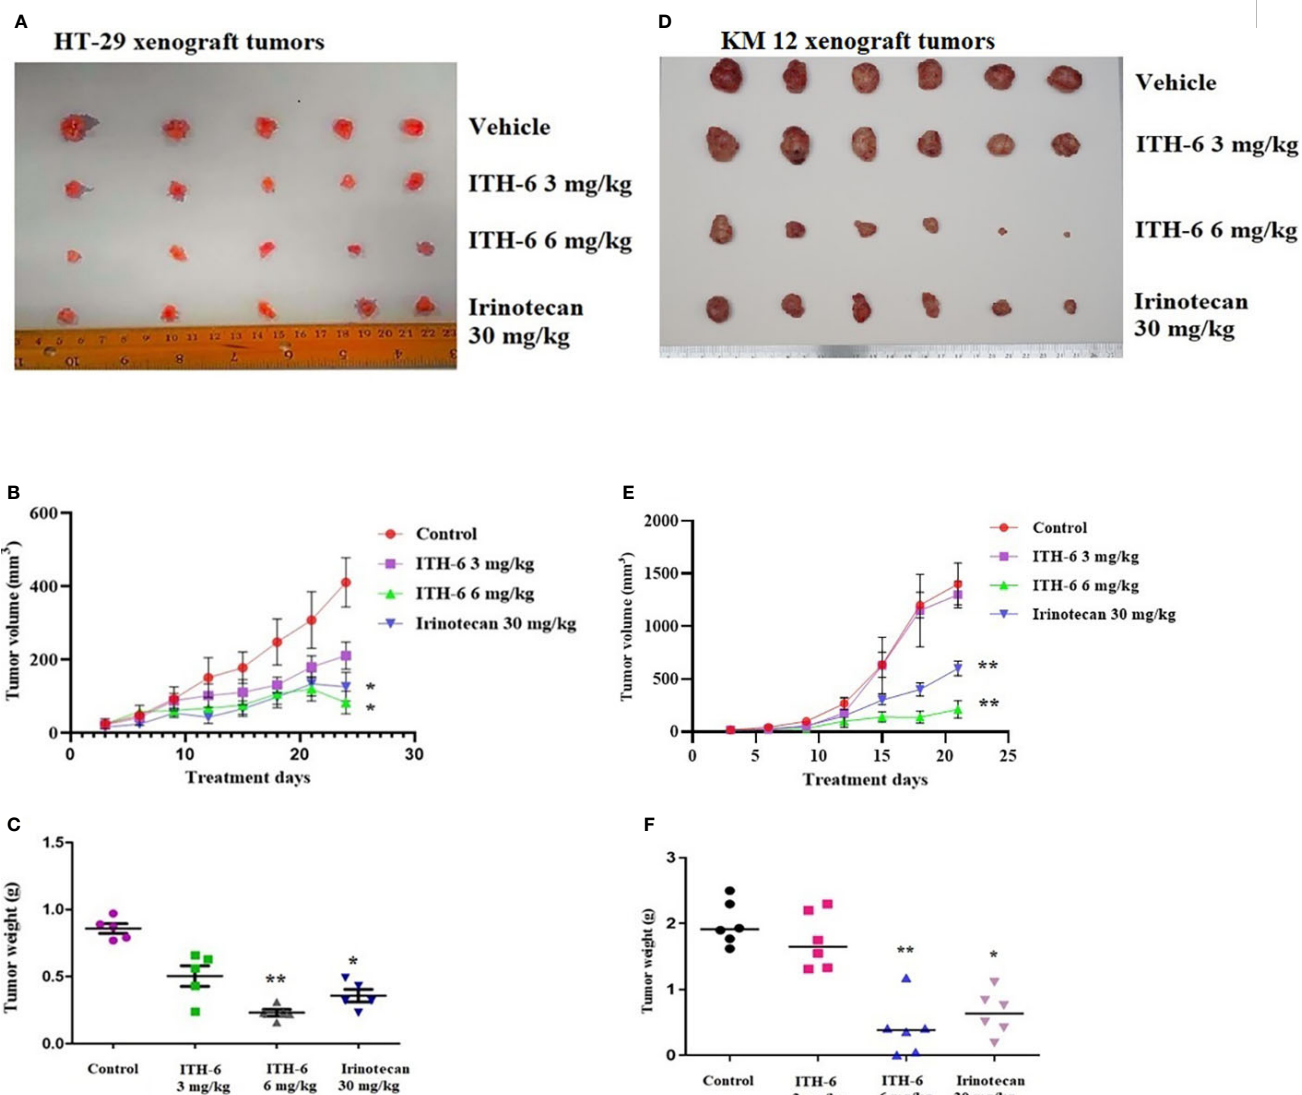 A
HT-29 xenograft tumors
Vehicle
ITH-6 3 mg/kg
ITH-6 6 mg/kg
Irinotecan
30 mg/kg
D
KM 12 xenograft tumors
Vehicle
ITH-6 3 mg/kg
ITH-6 6 mg/kg
Irinotecan
30 mg/kg
B
Tumor volume (mm³)
600
400
200
0
0 10 20 30
Treatment days
Control
ITH-6 3 mg/kg
ITH-6 6 mg/kg
Irinotecan 30 mg/kg
*
*
E
Tumor volume (mm³)
2000
1500
1000
500
0
0 5 10 15 20 25
Treatment days
Control
ITH-6 3 mg/kg
ITH-6 6 mg/kg
Irinotecan 30 mg/kg
**
**
C
Tumor weight (g)
1.5
1.0
0.5
0.0
**
*
Control
ITH-6
3 mg/kg
ITH-6
6 mg/kg
Irinotecan
30 mg/kg
F
Tumor weight (g)
3
2
1
0
**
*
Control
ITH-6
ITH-6
Irinotecan